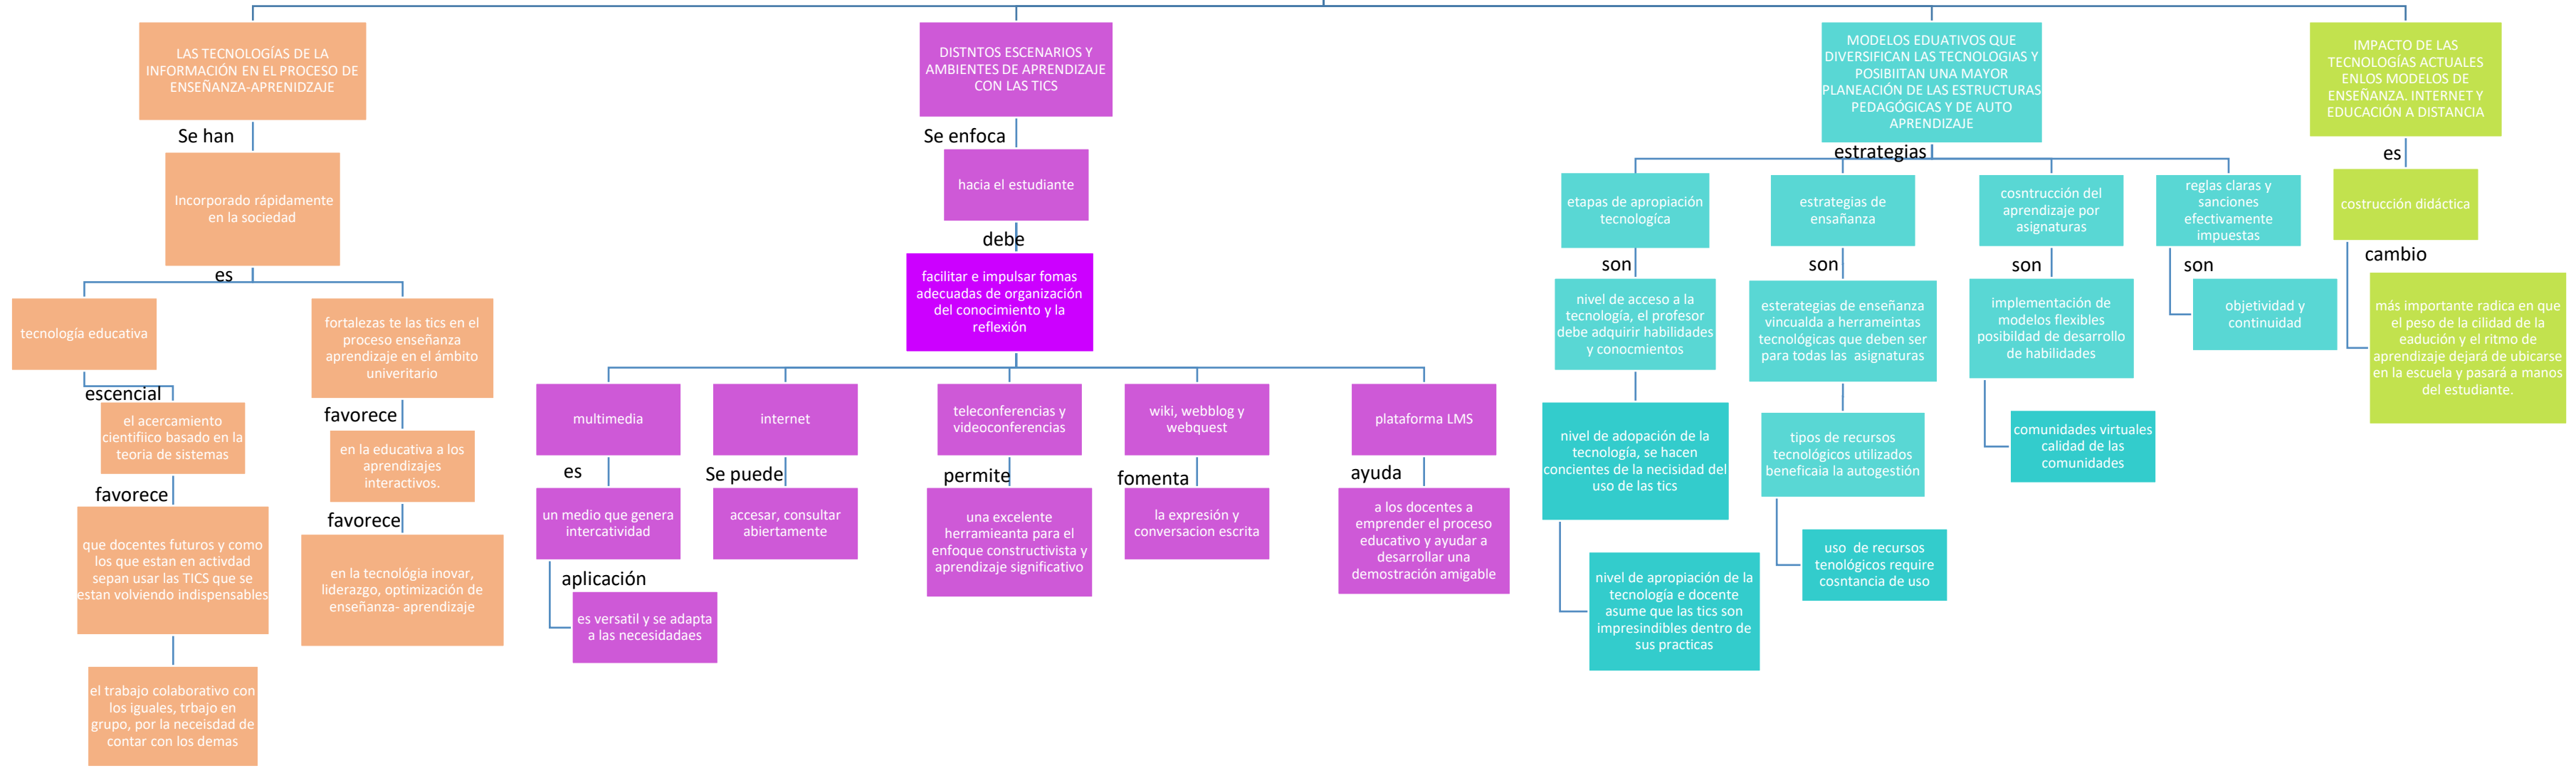 LAS TECNOLOGÍAS DE LA
INFORMACIÓN EN EL PROCESO DE
ENSEÑANZA-APRENIDZAJE
Se han
Incorporado rápidamente
en la sociedad
es
tecnología educativa
escencial
el acercamiento
cientifiico basado en la
teoria de sistemas
favorece
que docentes futuros y como
los que estan en activdad
sepan usar las TICS que se
estan volviendo indispensables
el trabajo colaborativo con
los iguales, trbajo en
grupo, por la neceisdad de
contar con los demas
fortalezas te las tics en el
proceso enseñanza
aprendizaje en el ámbito
univeritario
favorece
en la educativa a los
aprendizajes
interactivos.
favorece
en la tecnológia inovar,
liderazgo, optimización de
enseñanza- aprendizaje
DISTNTOS ESCENARIOS Y
AMBIENTES DE APRENDIZAJE
CON LAS TICS
Se enfoca
hacia el estudiante
debe
facilitar e impulsar fomas
adecuadas de organización
del conocimiento y la
reflexión
multimedia
es
un medio que genera
intercatividad
aplicación
es versatil y se adapta
a las necesidadaes
internet
Se puede
accesar, consultar
abiertamente
teleconferencias y
videoconferencias
permite
una excelente
herramieanta para el
enfoque constructivista y
aprendizaje significativo
wiki, webblog y
webquest
fomenta
la expresión y
conversacion escrita
plataforma LMS
ayuda
a los docentes a
emprender el proceso
educativo y ayudar a
desarrollar una
demostración amigable
MODELOS EDUATIVOS QUE
DIVERSIFICAN LAS TECNOLOGIAS Y
POSIBIITAN UNA MAYOR
PLANEACIÓN DE LAS ESTRUCTURAS
PEDAGÓGICAS Y DE AUTO
APRENDIZAJE
estrategias
etapas de apropiación
tecnologíca
son
nivel de acceso a la
tecnología, el profesor
debe adquirir habilidades
y conocmientos
nivel de adopación de la
tecnología, se hacen
concientes de la necisidad del
uso de las tics
nivel de apropiación de la
tecnología e docente
asume que las tics son
impresindibles dentro de
sus practicas
estrategias de
ensañanza
son
esterategias de enseñanza
vincualda a herrameintas
tecnológicas que deben ser
para todas las asignaturas
tipos de recursos
tecnológicos utilizados
beneficaia la autogestión
uso de recursos
tenológicos require
cosntancia de uso
cosntrucción del
aprendizaje por
asignaturas
son
implementación de
modelos flexibles
posibildad de desarrollo
de habilidades
comunidades virtuales
calidad de las
comunidades
reglas claras y
sanciones
efectivamente
impuestas
son
objetividad y
continuidad
IMPACTO DE LAS
TECNOLOGÍAS ACTUALES
ENLOS MODELOS DE
ENSEÑANZA. INTERNET Y
EDUCACIÓN A DISTANCIA
es
costrucción didáctica
cambio
más importante radica en que
el peso de la cilidad de la
eadución y el ritmo de
aprendizaje dejará de ubicarse
en la escuela y pasará a manos
del estudiante.